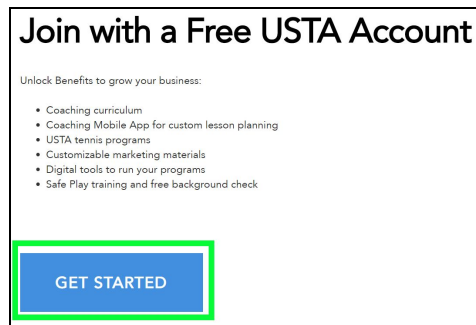 Join with a Free USTA Account
Unlock Benefits to grow your business:
• Coaching curriculum
• Coaching Mobile App for custom lesson planning
• USTA tennis programs
• Customizable marketing materials
• Digital tools to run your programs
• Safe Play training and free background check
GET STARTED